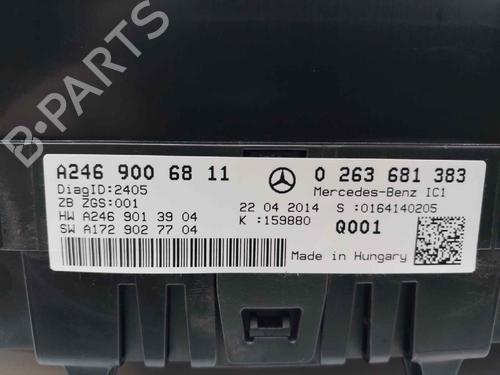 B-PARTS
A246 900 68 11
0 263 681 383
DiagID:2405
Mercedes-Benz IC1
ZB ZGS:001
22 04 2014 S :0164140205
HW A246 901 39 04
K :159880
Q001
SW A172 902 77 04
Made in Hungary